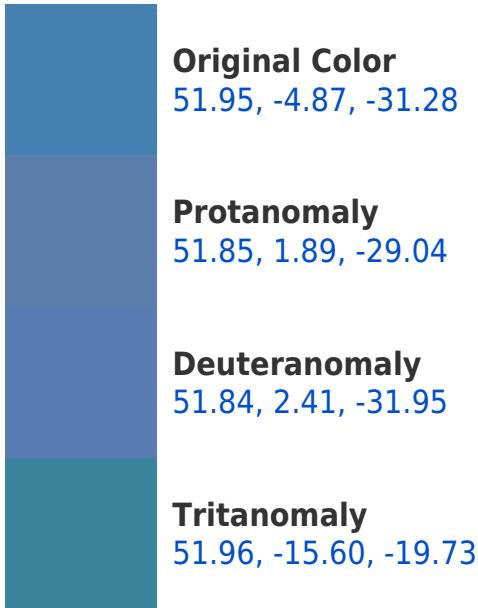 Original Color
51.95, -4.87, -31.28
Protanomaly
51.85, 1.89, -29.04
Deuteranomaly
51.84, 2.41, -31.95
Tritanomaly
51.96, -15.60, -19.73